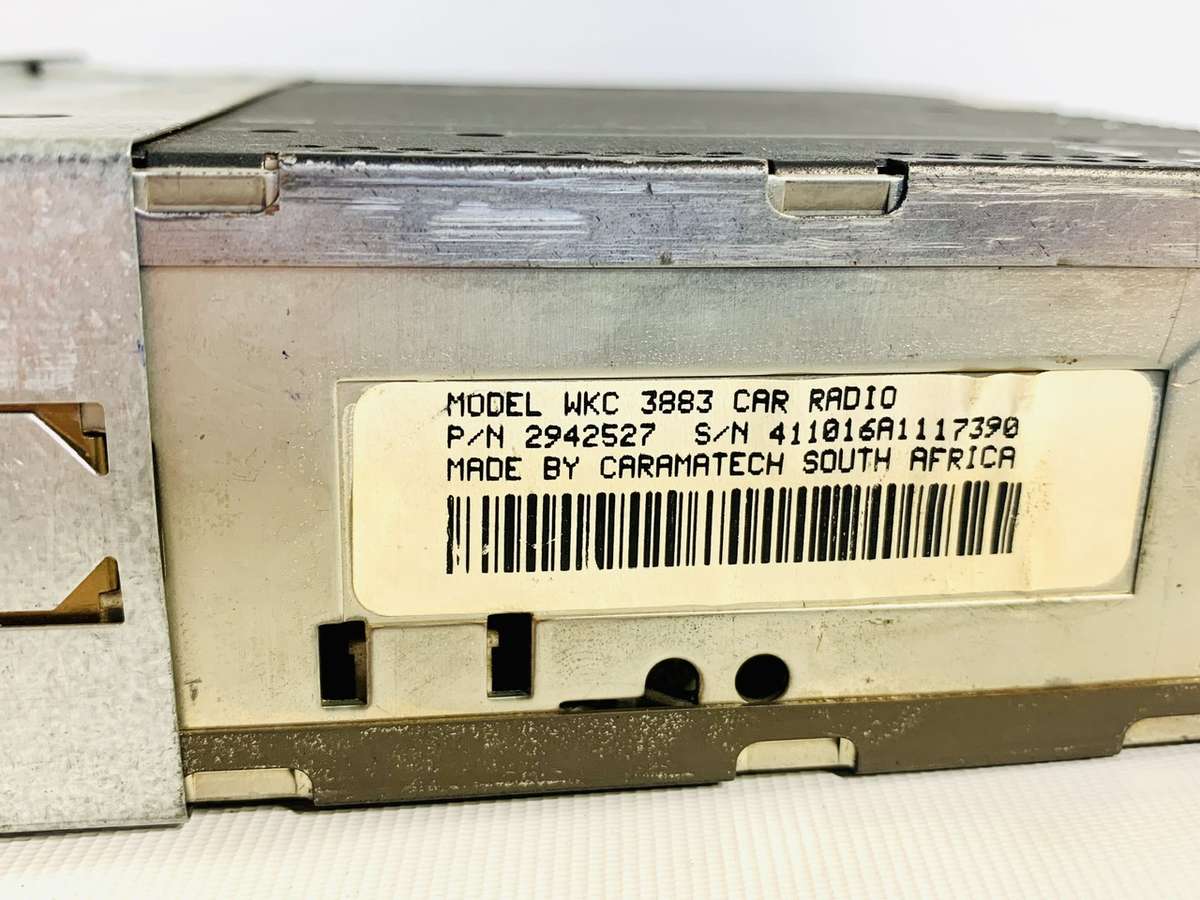 MODEL WKC 3883 CAR RADIO
P/N 2942527 S/N 411016A1117390
MADE BY CARAMATECH SOUTH AFRICA